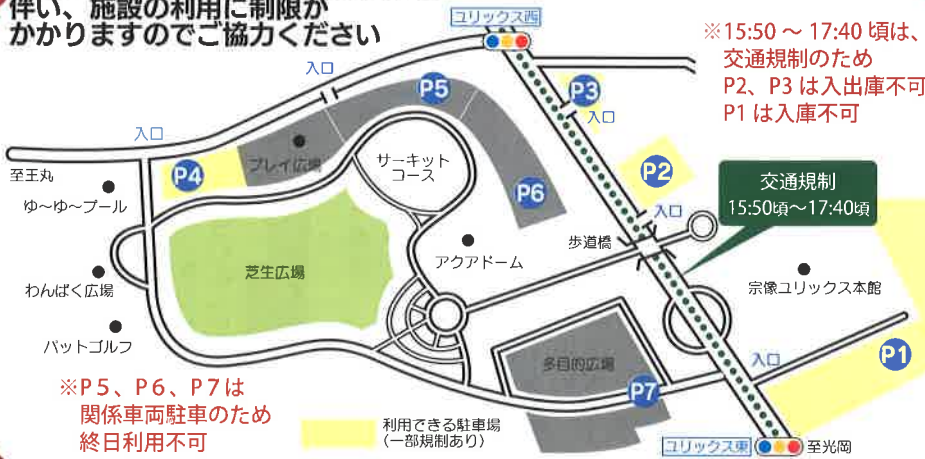 伴い、施設の利用に制限が
かかりますのでご協力ください
ユリックス西
※15:50 ～ 17:40 頃は、
交通規制のため
P2、P3 は入出庫不可
P1 は入庫不可
入口
P5
P3
入口
入口
至王丸
P4
プレイ広場
サーキット
コース
P6
P2
入口
交通規制
15:50頃～17:40頃
ゆ～ゆ～プール
歩道橋
芝生広場
アクアドーム
わんぱく広場
宗像ユリックス本館
パットゴルフ
多目的広場
入口
P1
P7
※P５、P６、P７は
関係車両駐車のため
終日利用不可
利用できる駐車場
（一部規制あり）
ユリックス東
至光岡